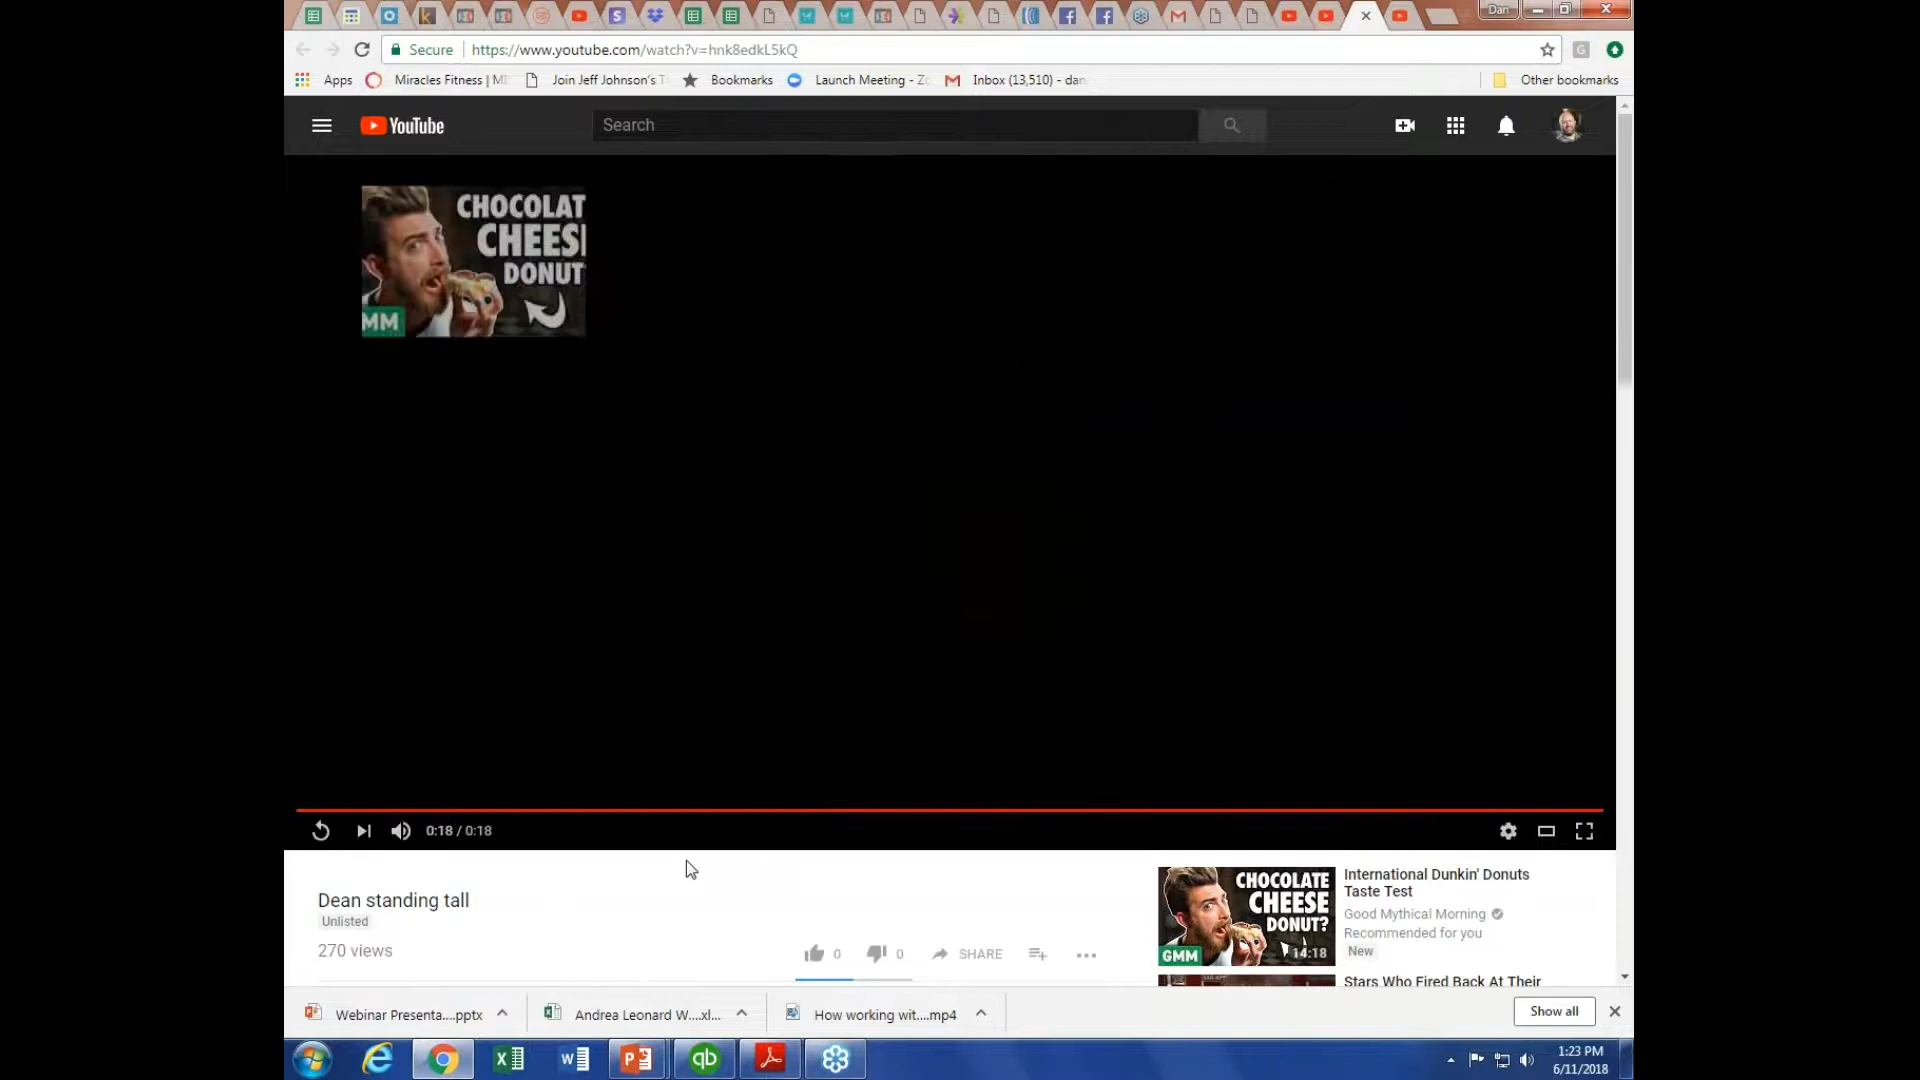 Dan
Secure https://www.youtube.com/watch?v=hnk8edkL5kQ
Apps Miracles Fitness | MI Join Jeff Johnson's T Bookmarks Launch Meeting - Zo Inbox (13,510) - dan Other bookmarks
YouTube Search
CHOCOLAT
CHEES
DONUT
MM
0:18 / 0:18
Dean standing tall
Unlisted
270 views
0 0 SHARE
CHOCOLATE
CHEESE
DONUT?
GMM 14:18
International Dunkin' Donuts
Taste Test
Good Mythical Morning
Recommended for you
New
Stars Who Fired Back At Their
Webinar Presenta....pptx Andrea Leonard W....xl... How working wit....mp4 Show all
1:23 PM
6/11/2018